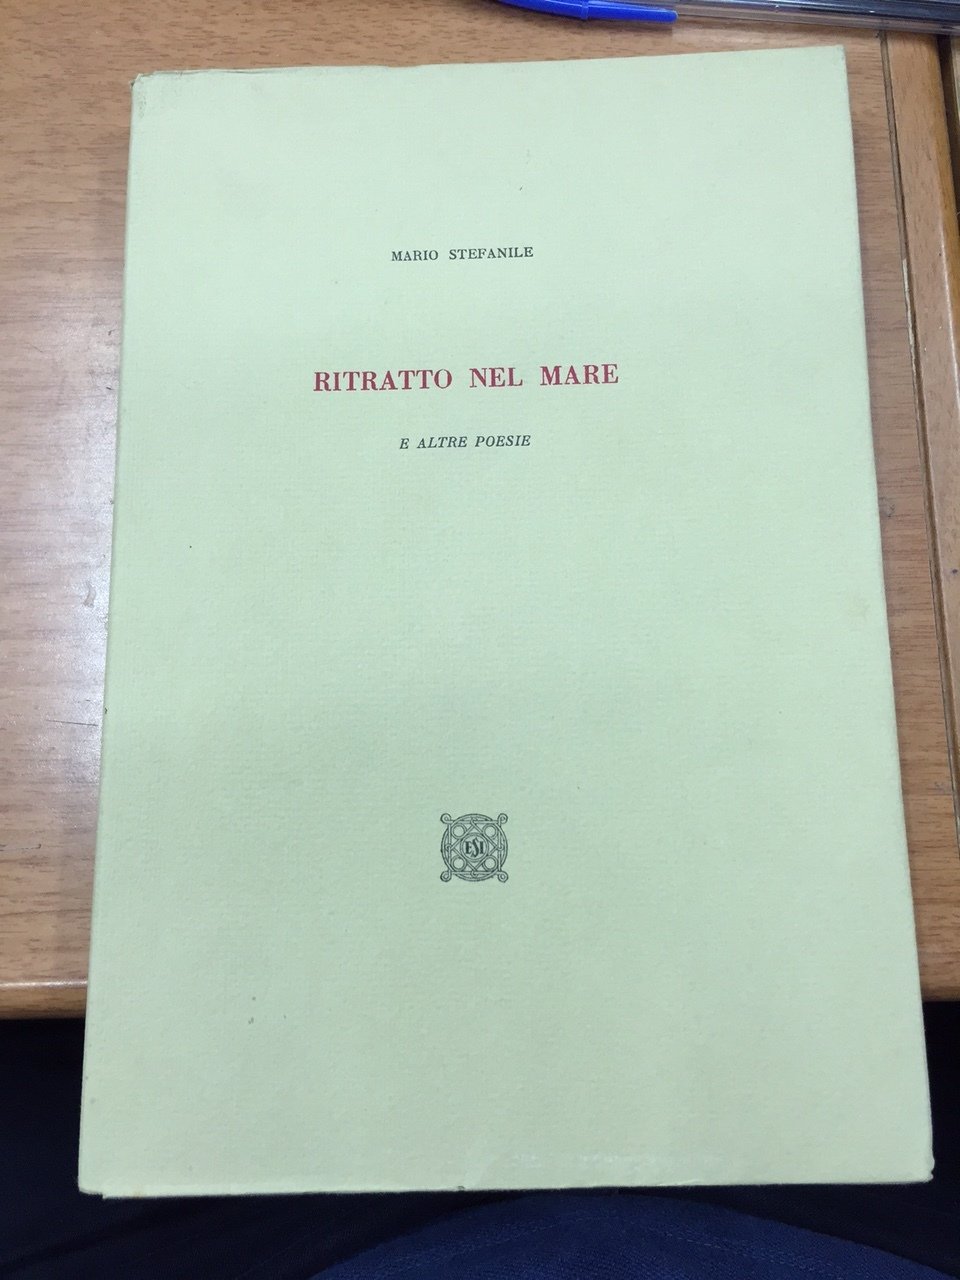 MARIO STEFANILE
RITRATTO NEL MARE
E ALTRE POESIE
ESI